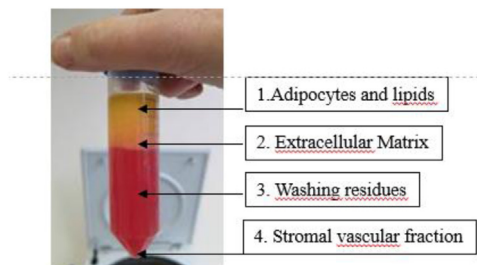 1.Adipocytes and lipids
2. Extracellular Matrix
3. Washing residues
4. Stromal vascular fraction